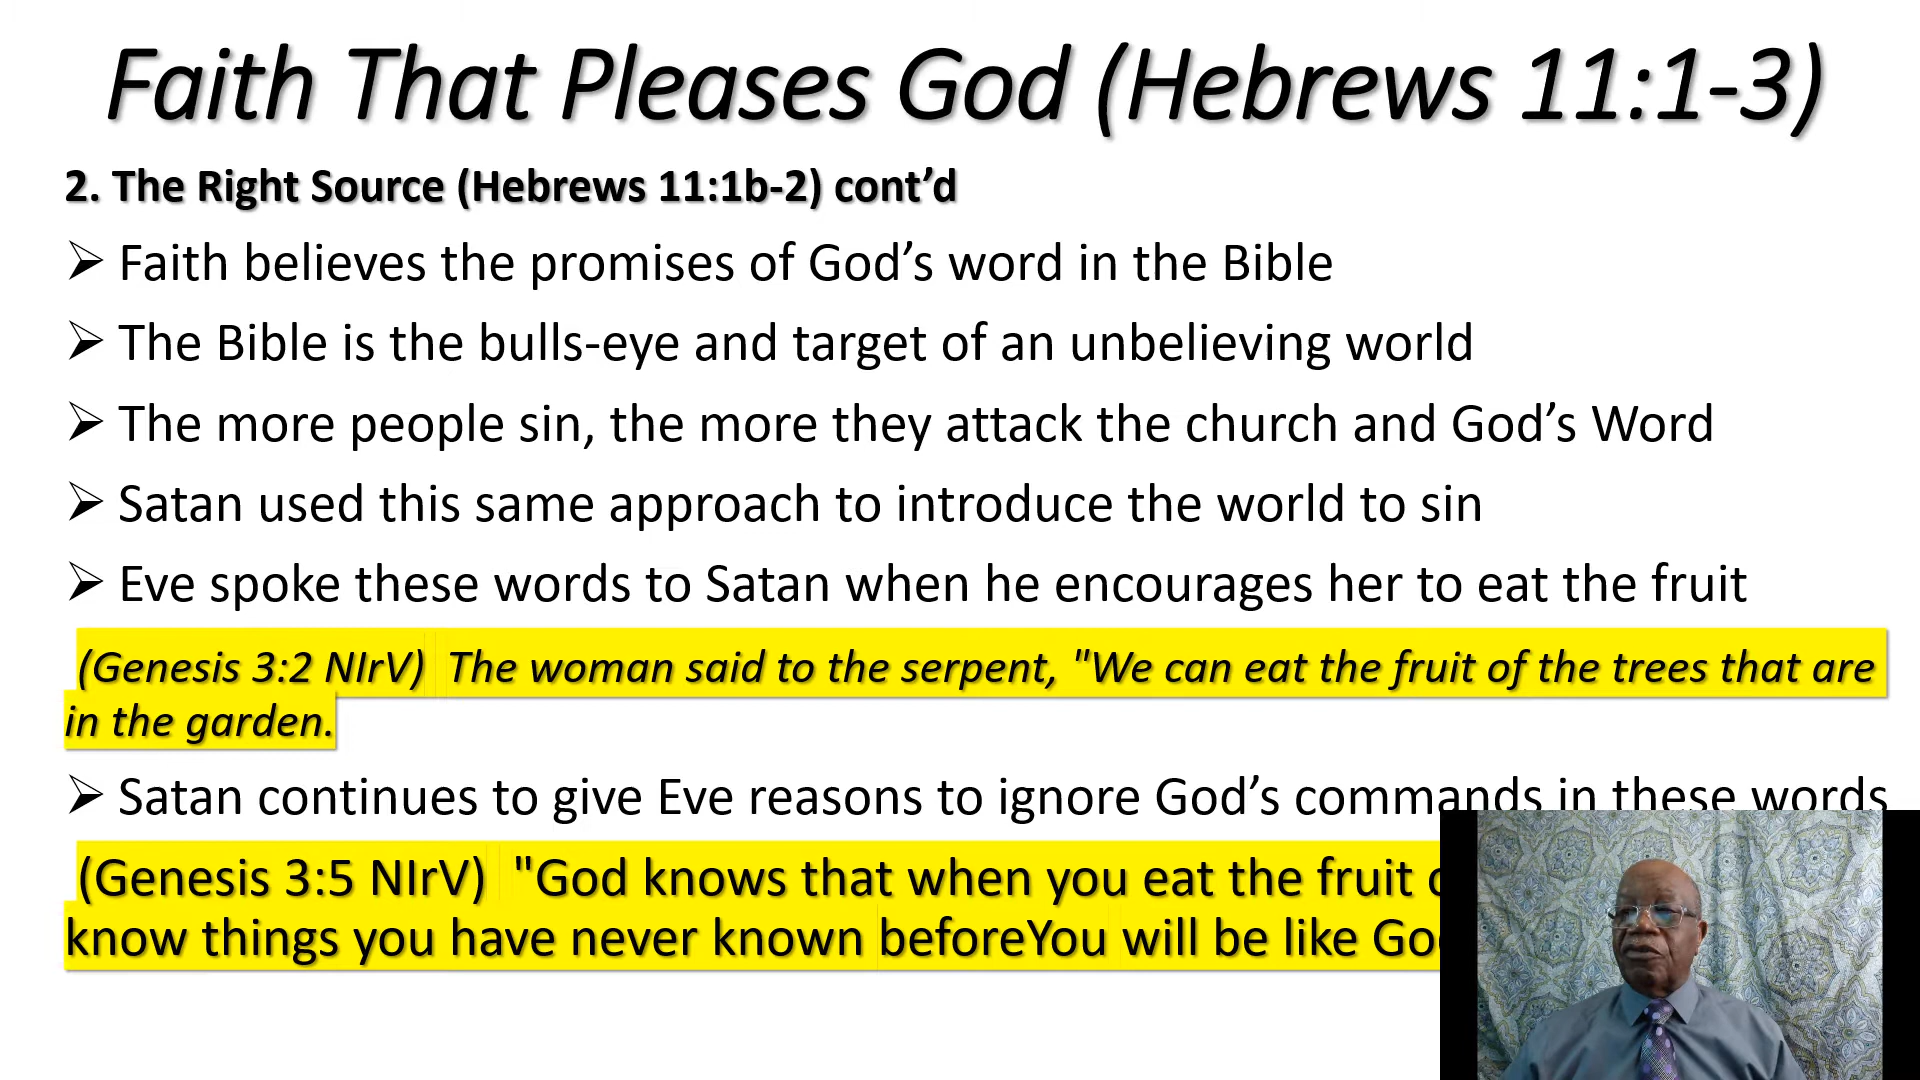 Faith That Pleases God (Hebrews 11:1-3)
2. The Right Source (Hebrews 11:1b-2) cont’d
➢ Faith believes the promises of God’s word in the Bible
➢ The Bible is the bulls-eye and target of an unbelieving world
➢ The more people sin, the more they attack the church and God’s Word
➢ Satan used this same approach to introduce the world to sin
➢ Eve spoke these words to Satan when he encourages her to eat the fruit
(Genesis 3:2 NIrV) The woman said to the serpent, "We can eat the fruit of the trees that are
in the garden.
➢ Satan continues to give Eve reasons to ignore God’s commands in these words
(Genesis 3:5 NIrV) "God knows that when you eat the fruit
know things you have never known beforeYou will be like